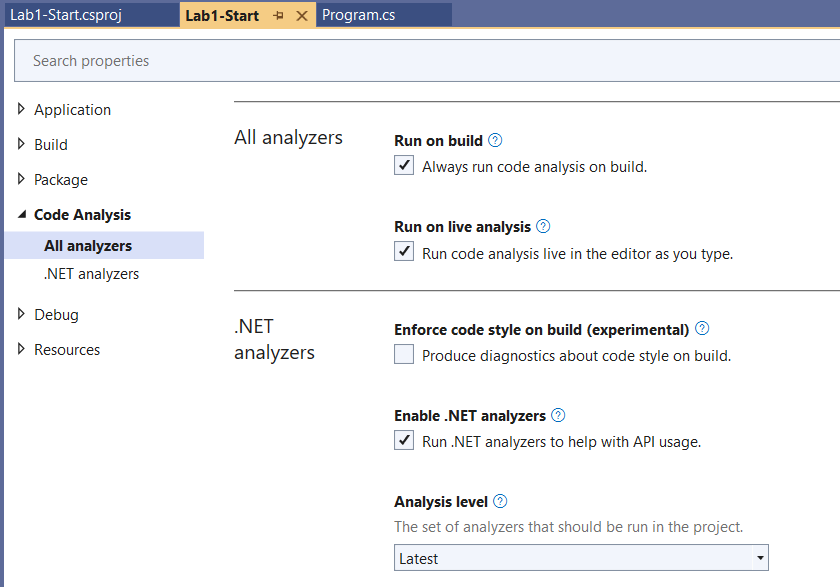 Lab1-Start.csproj
Lab1-Start
Program.cs
Search properties
Application
Build
Package
Code Analysis
All analyzers
.NET analyzers
Debug
Resources
All analyzers
Run on build ?
Always run code analysis on build.
Run on live analysis ?
Run code analysis live in the editor as you type.
.NET
analyzers
Enforce code style on build (experimental) ?
Produce diagnostics about code style on build.
Enable .NET analyzers ?
Run .NET analyzers to help with API usage.
Analysis level ?
The set of analyzers that should be run in the project.
Latest